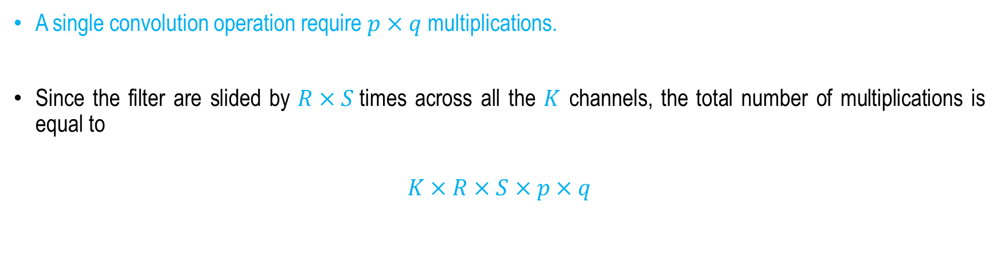 • A single convolution operation require p × q multiplications.
• Since the filter are slided by R × S times across all the K channels, the total number of multiplications is
equal to
K × R × S × p × q